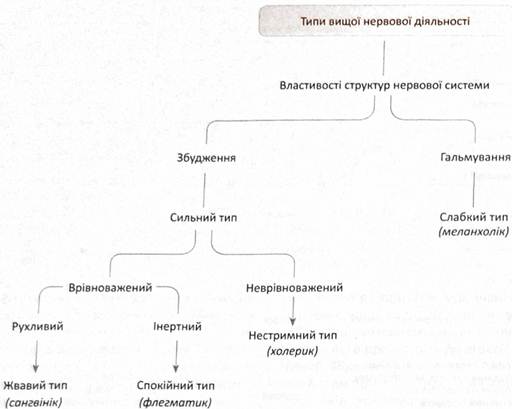 Типи вищої нервової діяльності
Властивості структур нервової системи
Збудження
Гальмування
Сильний тип
Слабкий тип
(меланхолік)
Врівноважений
Неврівноважений
Рухливий
Інертний
Нестримний тип
(холерик)
Жвавий тип
(сангвінік)
Спокійний тип
(флегматик)